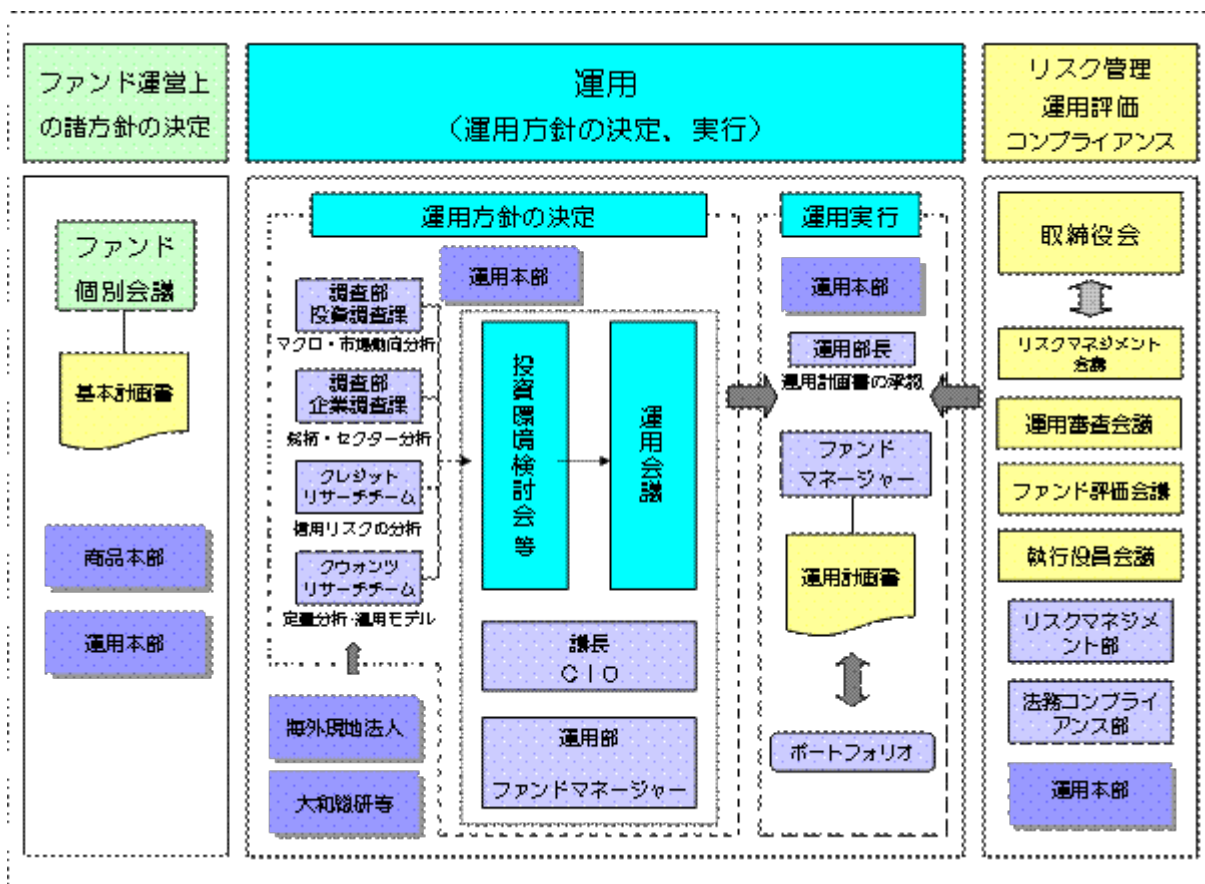 ファンド運営上
の諸方針の決定
運用
（運用方針の決定、実行）
リスク管理
運用評価
コンプライアンス
ファンド
個別会議
基本計画書
商品本部
運用本部
運用方針の決定
運用本部
調査部
投資調査課
マクロ・市場動向分析
調査部
企業調査課
銘柄・セクター分析
クレジット
リサーチチーム
信用リスクの分析
クウォンツ
リサーチチーム
定量分析・運用モデル
海外現地法人
大和総研等
投資環境検討会等
運用会議
議長
ＣＩＯ
運用部
ファンドマネージャー
運用実行
運用本部
運用部長
運用計画書の承認
ファンド
マネージャー
運用計画書
ポートフォリオ
取締役会
リスクマネジメント
会議
運用審査会議
ファンド評価会議
執行役員会議
リスクマネジメ
ント部
法務コンプライ
アンス部
運用本部